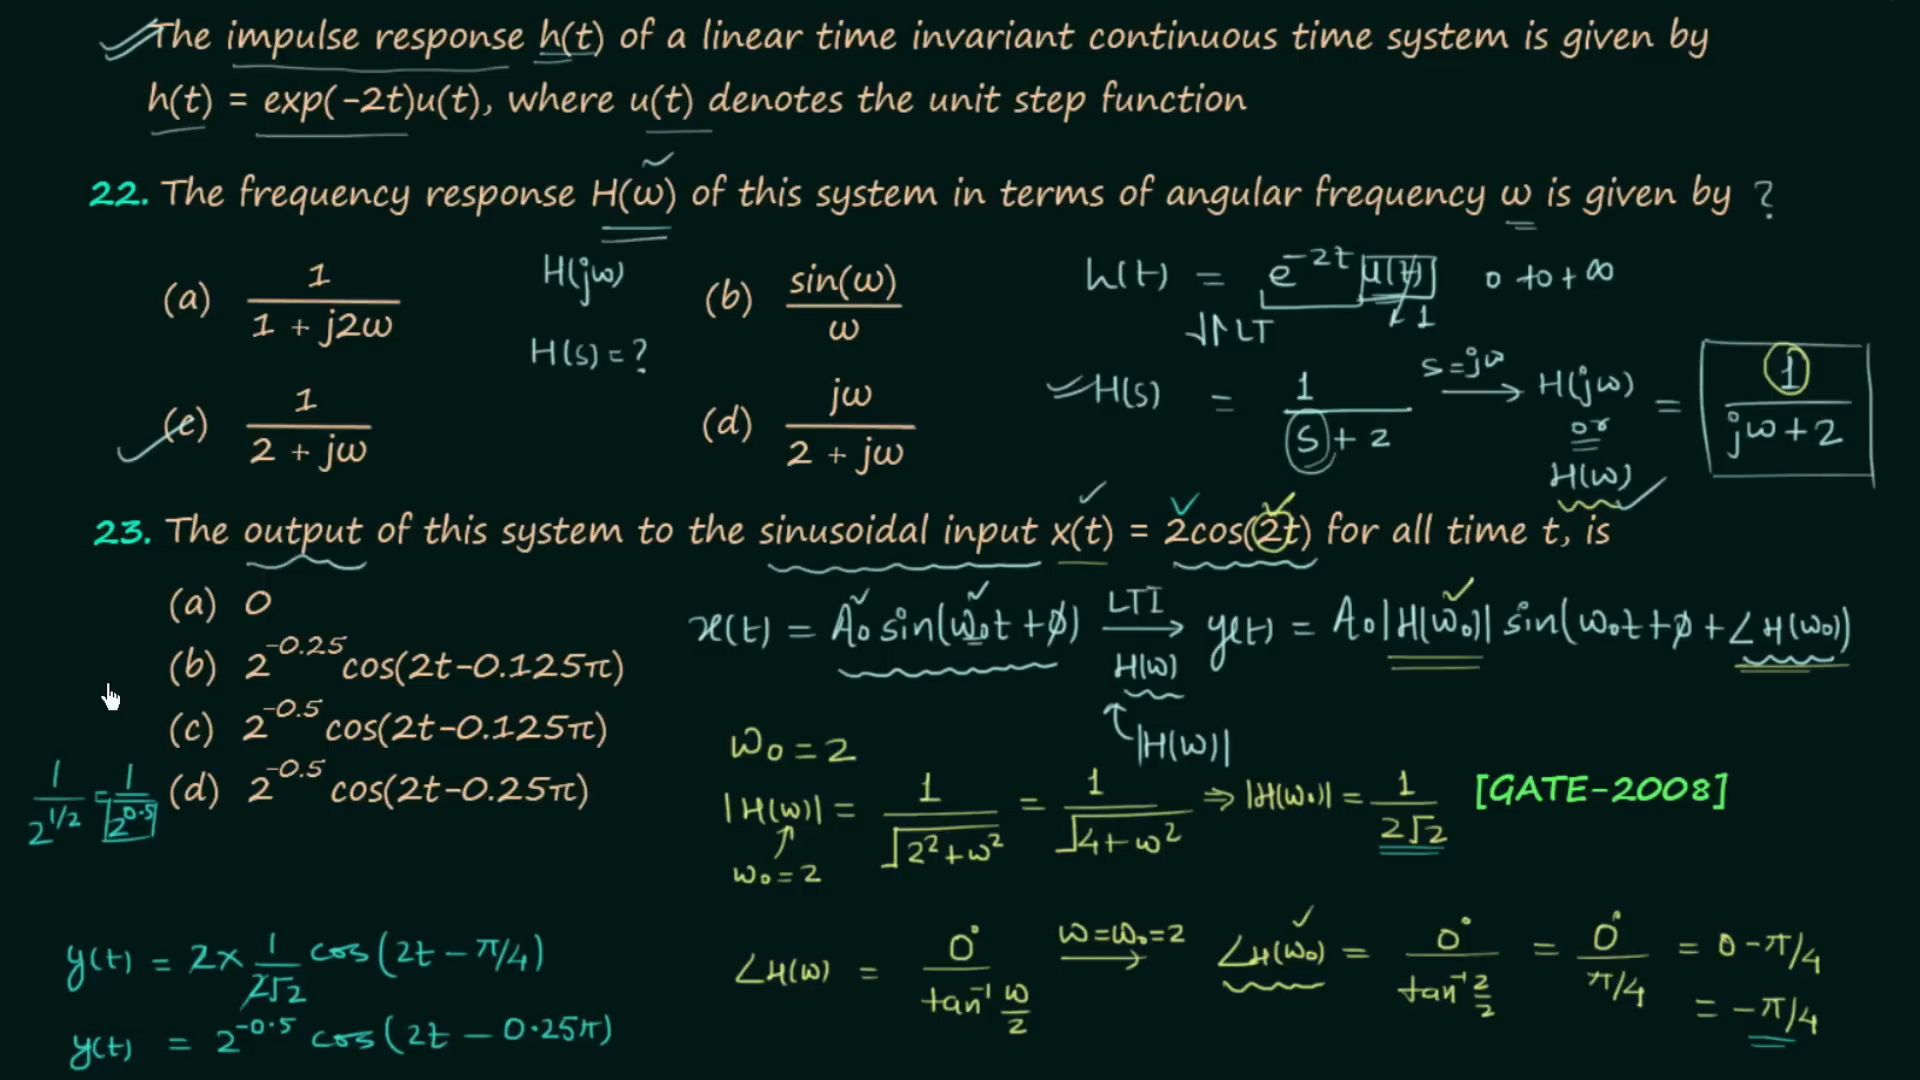 The impulse response h(t) of a linear time invariant continuous time system is given by
h(t) = exp(-2t)u(t), where u(t) denotes the unit step function
22. The frequency response H(ω) of this system in terms of angular frequency ω is given by ?
(a) 1 / 1 + j2ω
(b) sin(ω) / ω
(c) 1 / 2 + jω
(d) jω / 2 + jω
H(jω)
H(s) = ?
h(t) = e^-2t u(t) 0 to + ∞
LT
1
H(s) = 1 / s + 2 s = jω → H(jω) or H(ω) = 1 / jω + 2
23. The output of this system to the sinusoidal input x(t) = 2cos(2t) for all time t, is
(a) 0
(b) 2^-0.25 cos(2t-0.125π)
(c) 2^-0.5 cos(2t-0.125π)
(d) 2^-0.5 cos(2t-0.25π)
[GATE-2008]
1 / 2^1/2 = 1 / 2^0.5
x(t) = A₀ sin(ω₀t + φ) LTI → H(ω) y(t) = A₀|H(ω₀)| sin(ω₀t + φ + ∠H(ω₀))
|H(ω)|
ω₀ = 2
|H(ω)| = 1 / √2² + ω² = 1 / √4 + ω² ⇒ |H(ω₀)| = 1 / 2√2
ω₀ = 2
∠H(ω) = 0° / tan⁻¹ ω/2 ω = ω₀ = 2 → ∠H(ω₀) = 0° / tan⁻¹ 2/2 = 0° / π/4 = 0 - π/4
= -π/4
y(t) = 2 × 1 / 2√2 cos(2t - π/4)
y(t) = 2^-0.5 cos(2t - 0.25π)